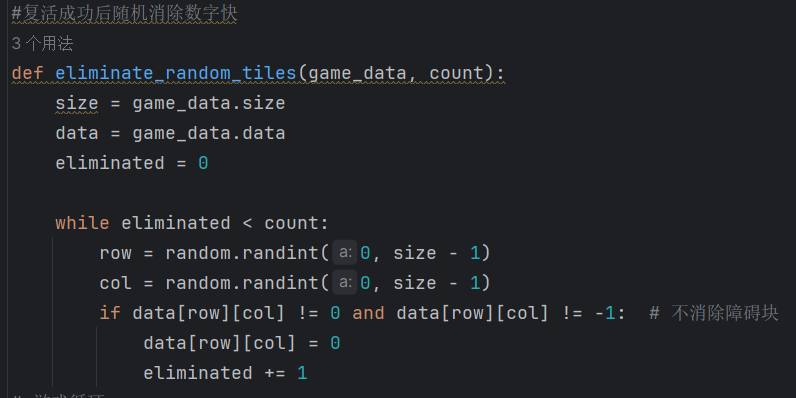 #复活成功后随机消除数字快
3 个用法
def eliminate_random_tiles(game_data, count):
    size = game_data.size
    data = game_data.data
    eliminated = 0

    while eliminated < count:
        row = random.randint(a: 0, size - 1)
        col = random.randint(a: 0, size - 1)
        if data[row][col] != 0 and data[row][col] != -1:  # 不消除障碍块
            data[row][col] = 0
            eliminated += 1